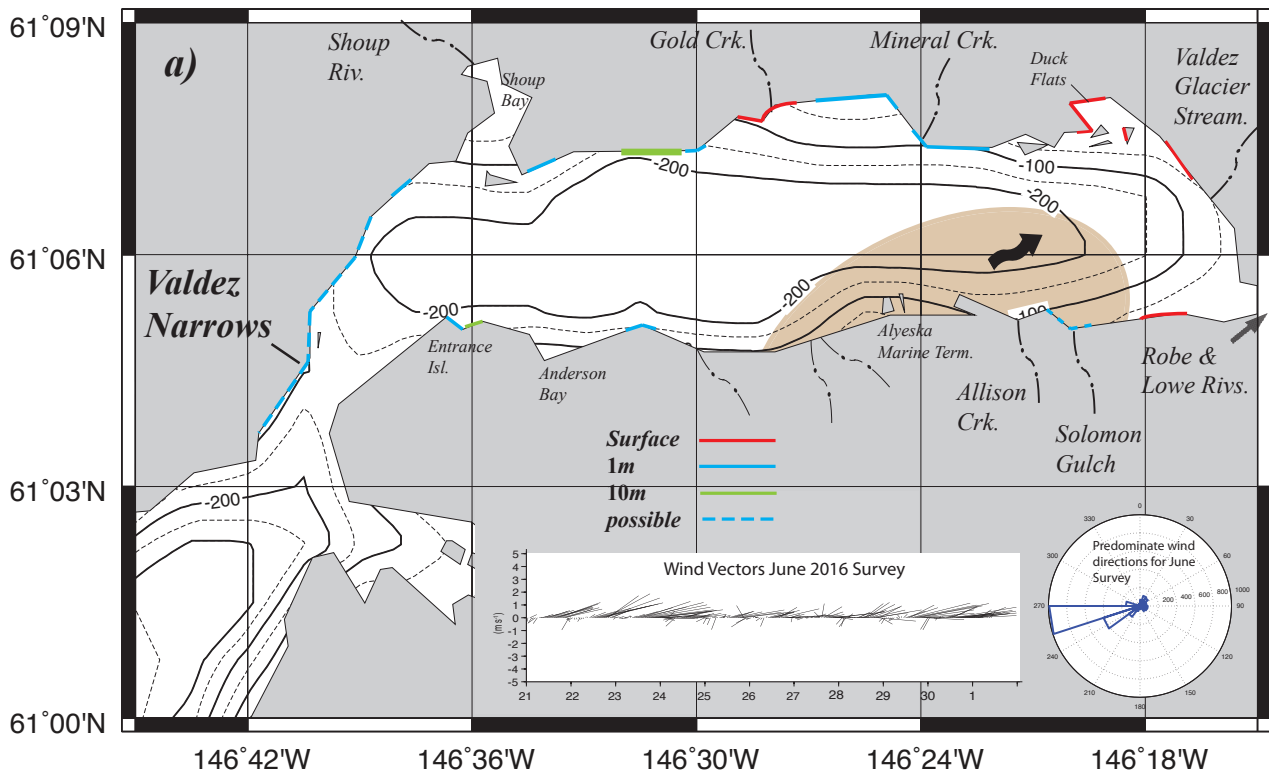 61°09'N
a)
Shoup
Riv.
Shoup
Bay
Gold Crk.
Mineral Crk.
Duck
Flats
Valdez
Glacier
Stream.
-200
-100
-200
61°06'N
Valdez
Narrows
-200
-200
100
Entrance
Isl.
Anderson
Bay
Alyeska
Marine Term.
Allison
Crk.
Solomon
Gulch
Robe &
Lowe Rivs.
Surface
1m
10m
possible
61°03'N
-200
Wind Vectors June 2016 Survey
(m s⁻¹)
5
4
3
2
1
0
-1
-2
-3
-4
-5
21 22 23 24 25 26 27 28 29 30 1
Predominate wind
directions for June
Survey
0
30
60
90
120
150
180
210
240
270
300
330
200 400 600 800 1000
61°00'N
146°42'W 146°36'W 146°30'W 146°24'W 146°18'W